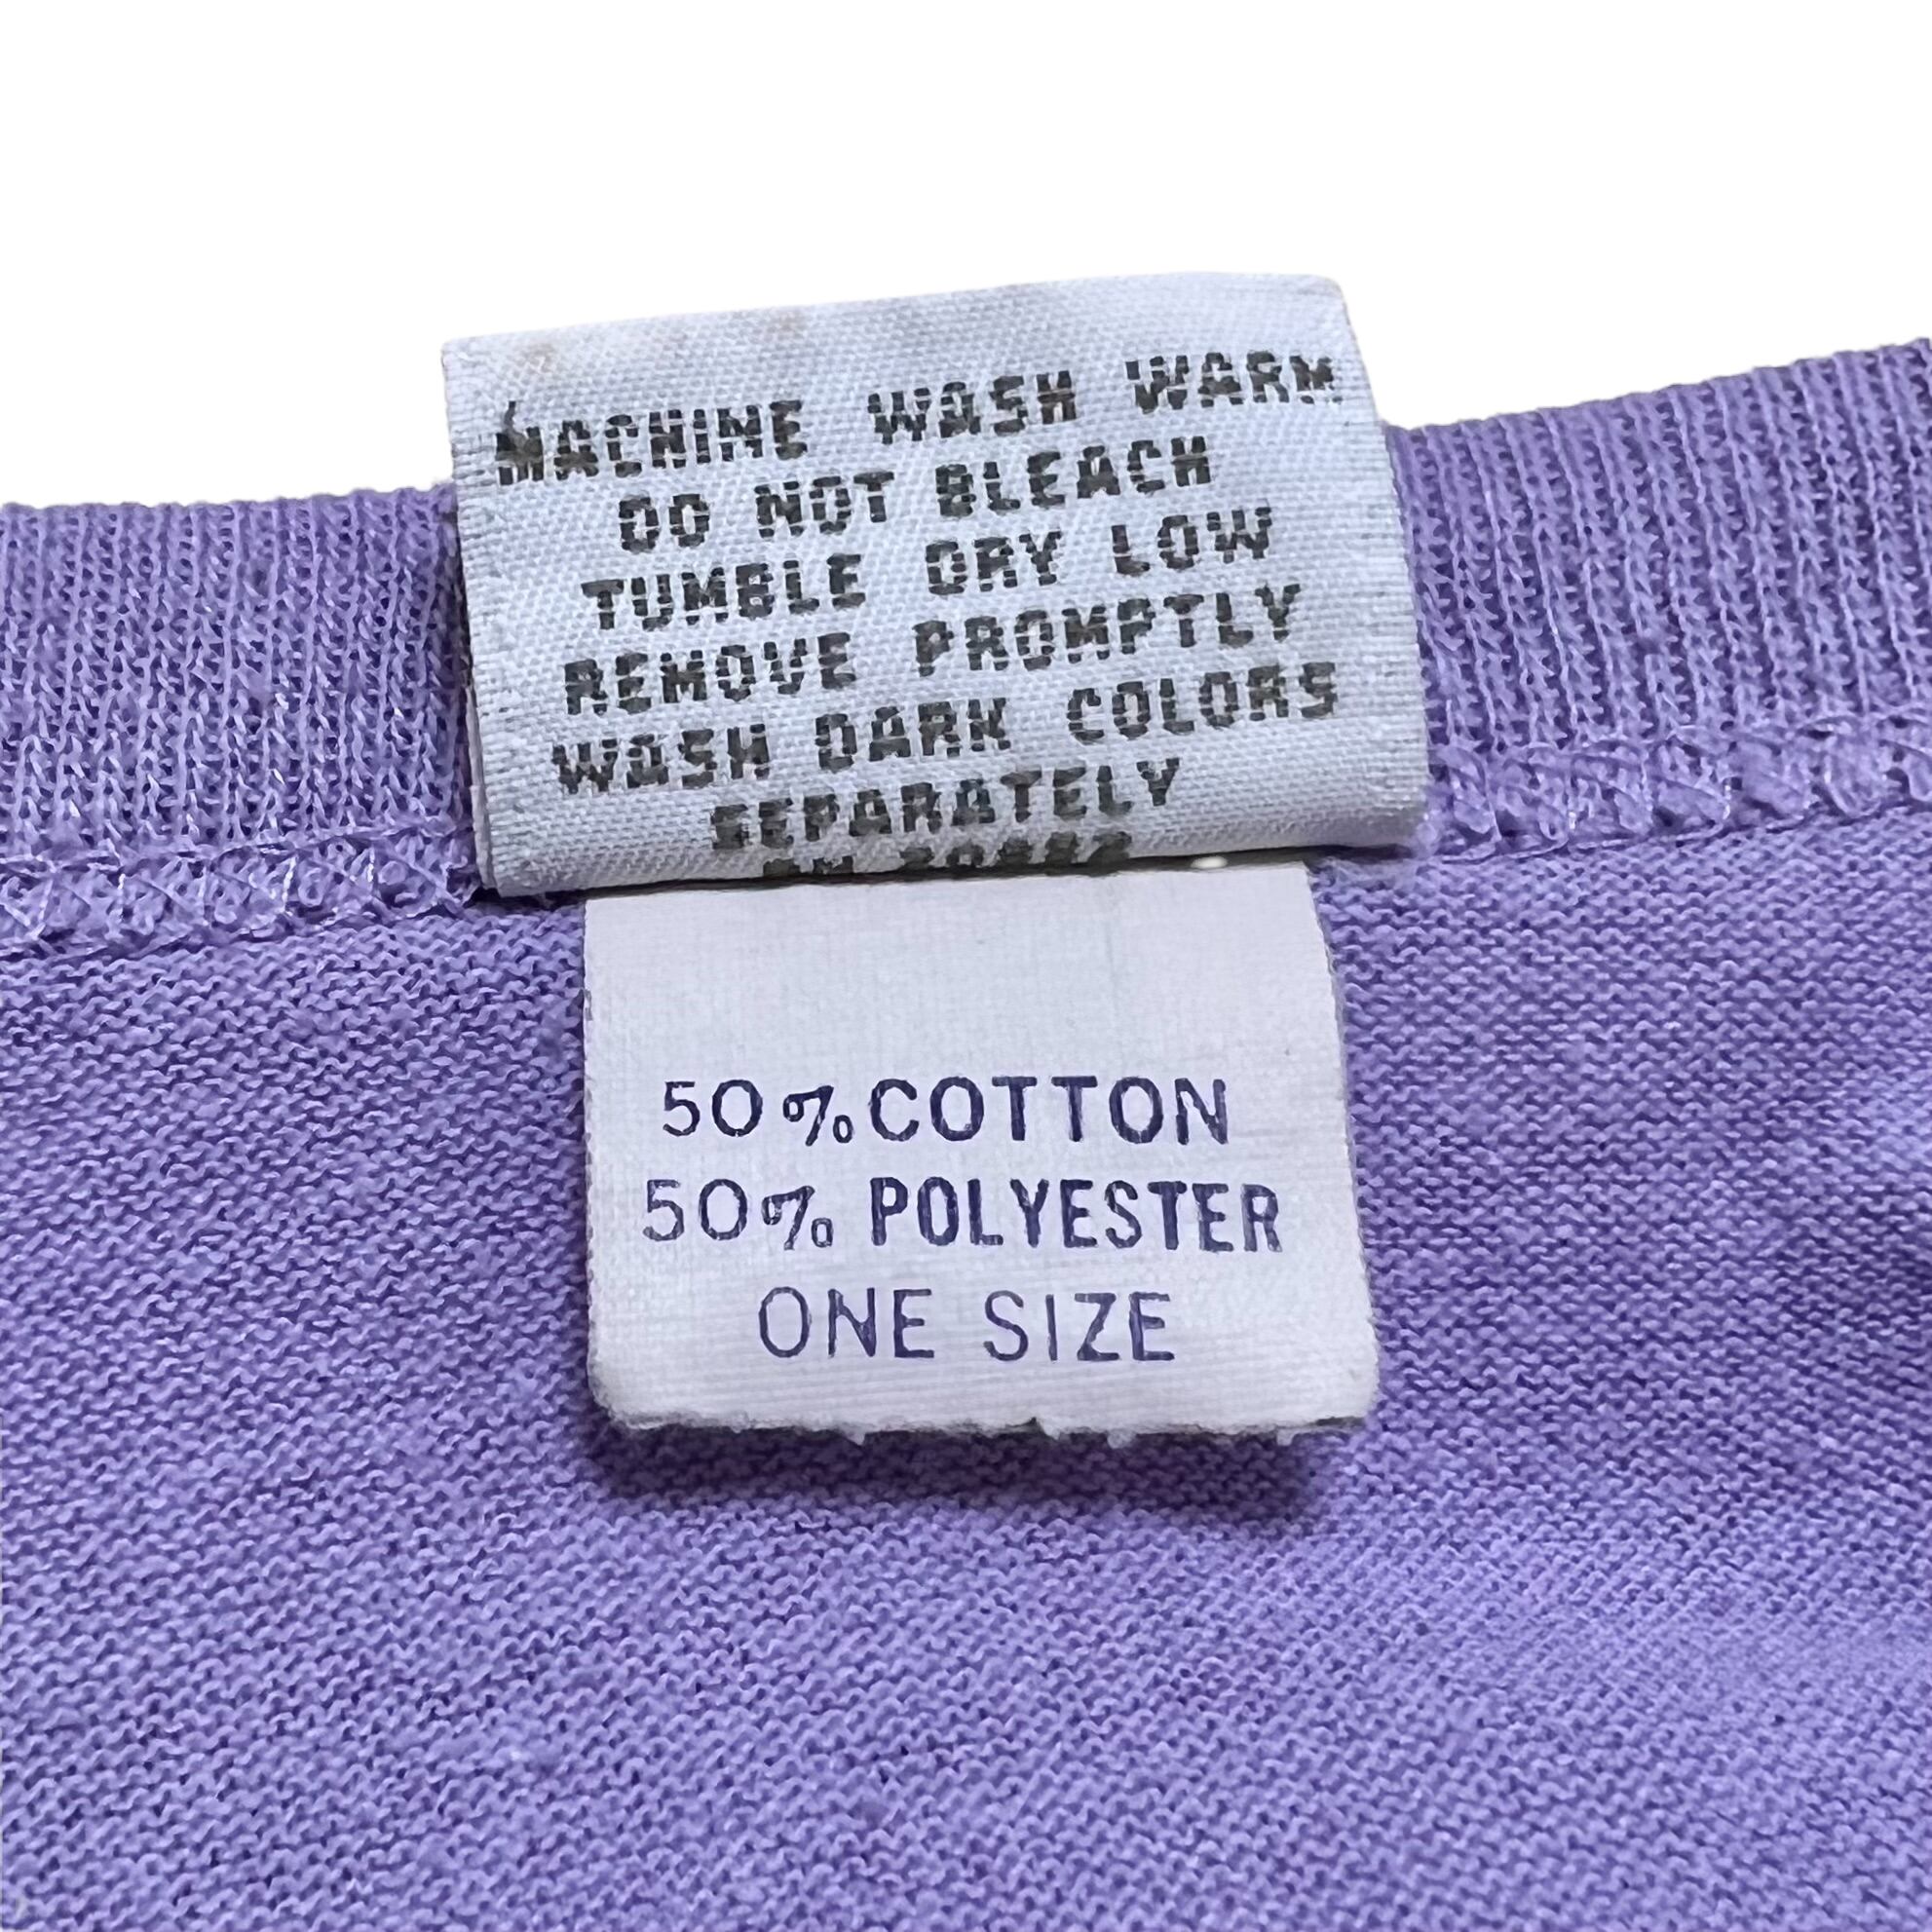 MACHINE WASH WARM
DO NOT BLEACH
TUMBLE DRY LOW
REMOVE PROMPTLY
WASH DARK COLORS
SEPARATELY
50% COTTON
50% POLYESTER
ONE SIZE